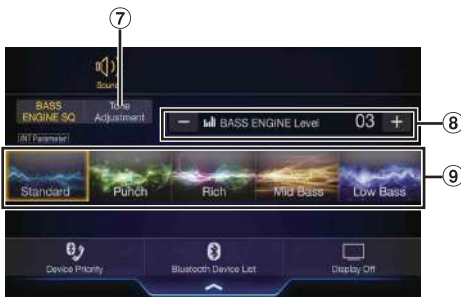 7
Sound
BASS ENGINE SQ
Tone Adjustment
INT Parameter
BASS ENGINE Level 03
8
Standard
Punch
Rich
Mid Bass
Low Bass
9
Device Priority
Bluetooth Device List
Display Off